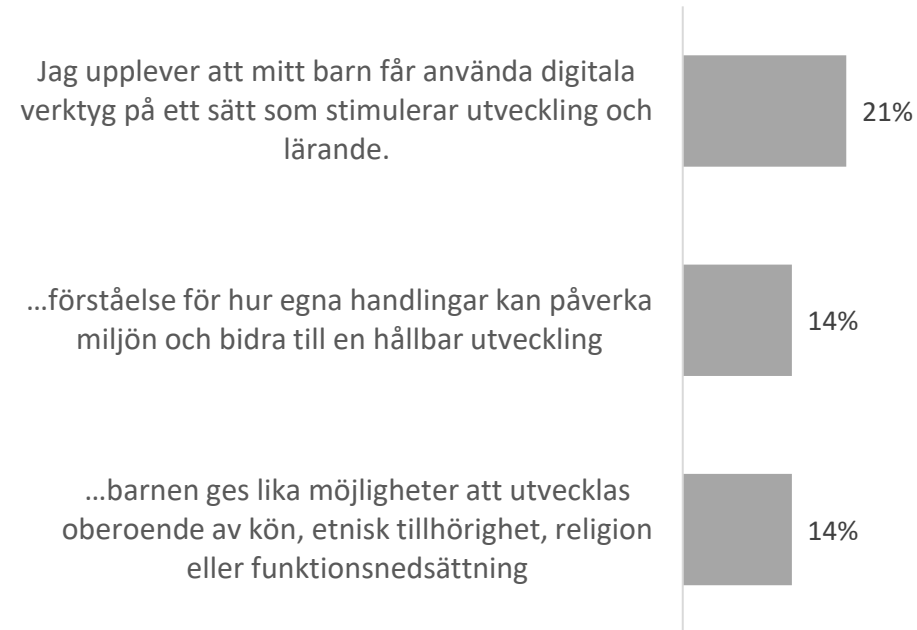 Jag upplever att mitt barn får använda digitala
verktyg på ett sätt som stimulerar utveckling och
lärande.
21%
...förståelse för hur egna handlingar kan påverka
miljön och bidra till en hållbar utveckling
14%
...barnen ges lika möjligheter att utvecklas
oberoende av kön, etnisk tillhörighet, religion
eller funktionsnedsättning
14%